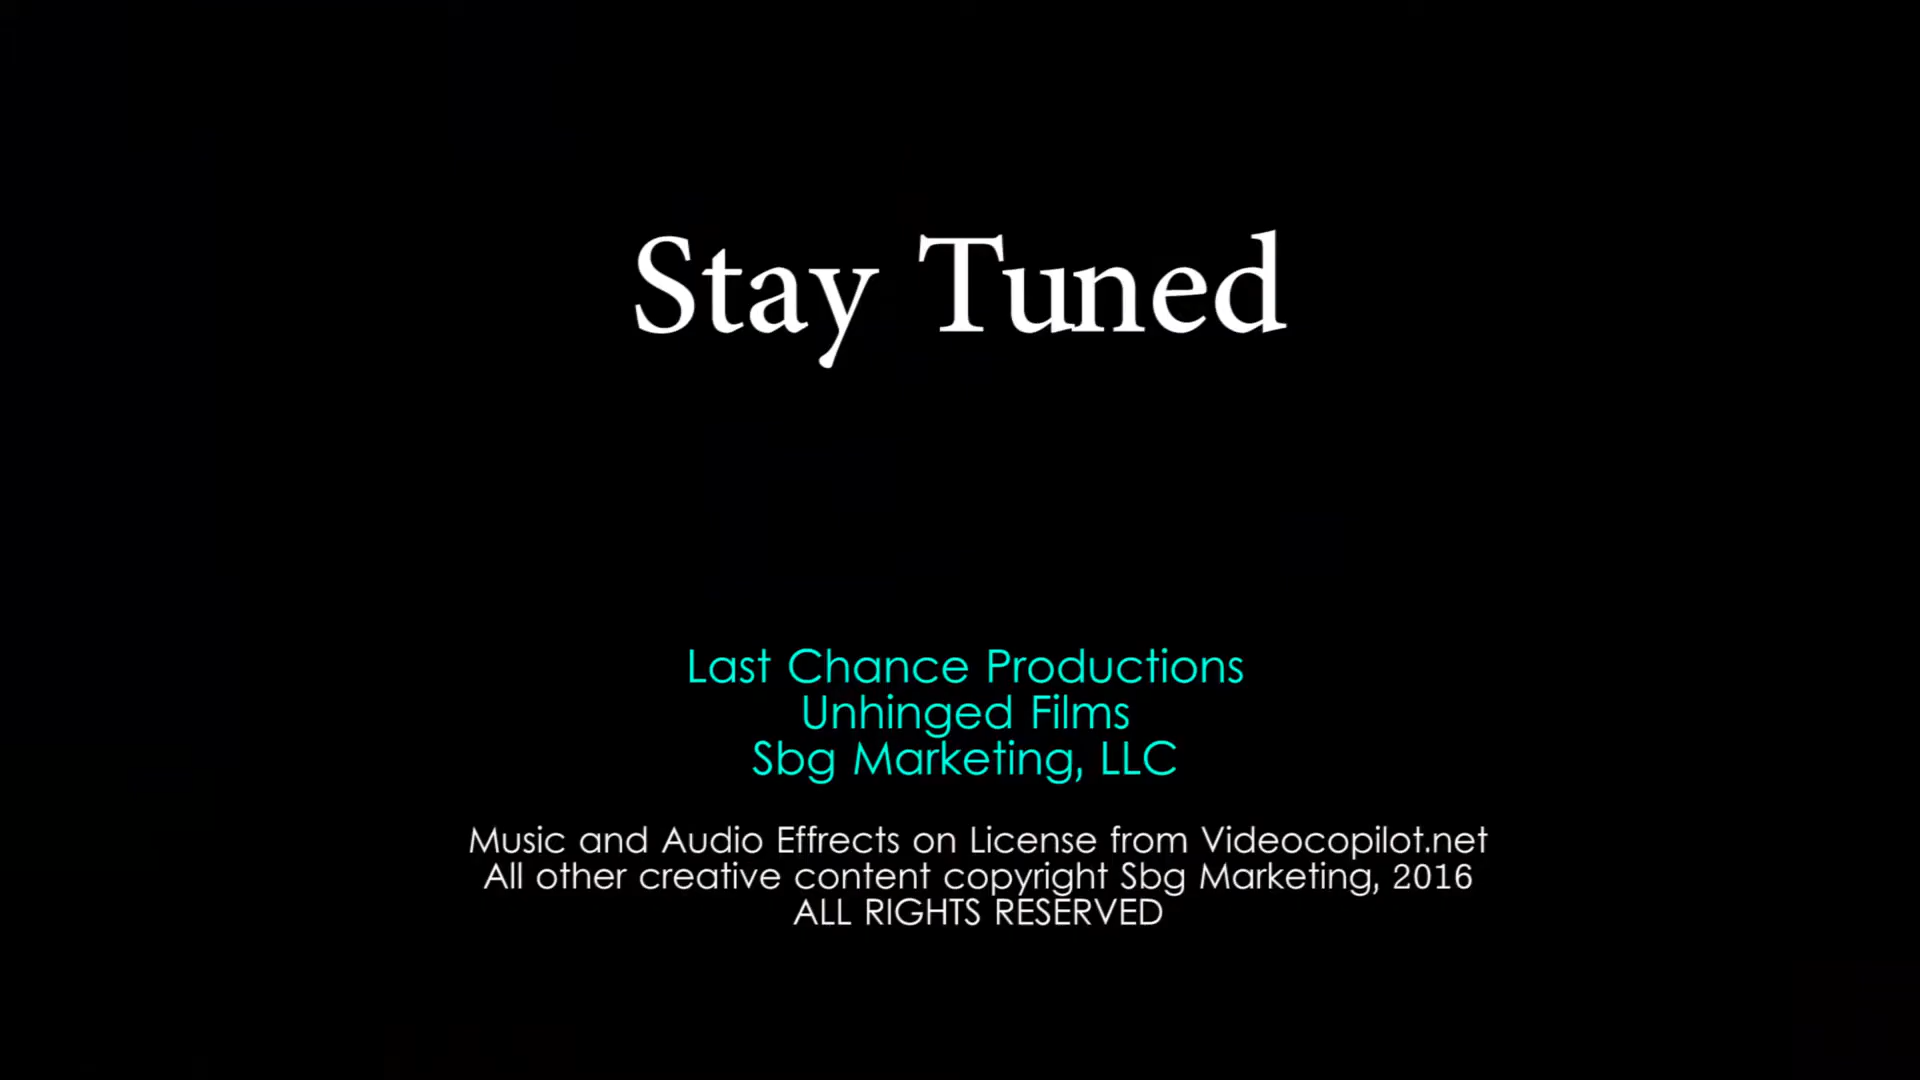 Stay Tuned
Last Chance Productions
Unhinged Films
Sbg Marketing, LLC
Music and Audio Effrects on License from Videocopilot.net
All other creative content copyright Sbg Marketing, 2016
ALL RIGHTS RESERVED